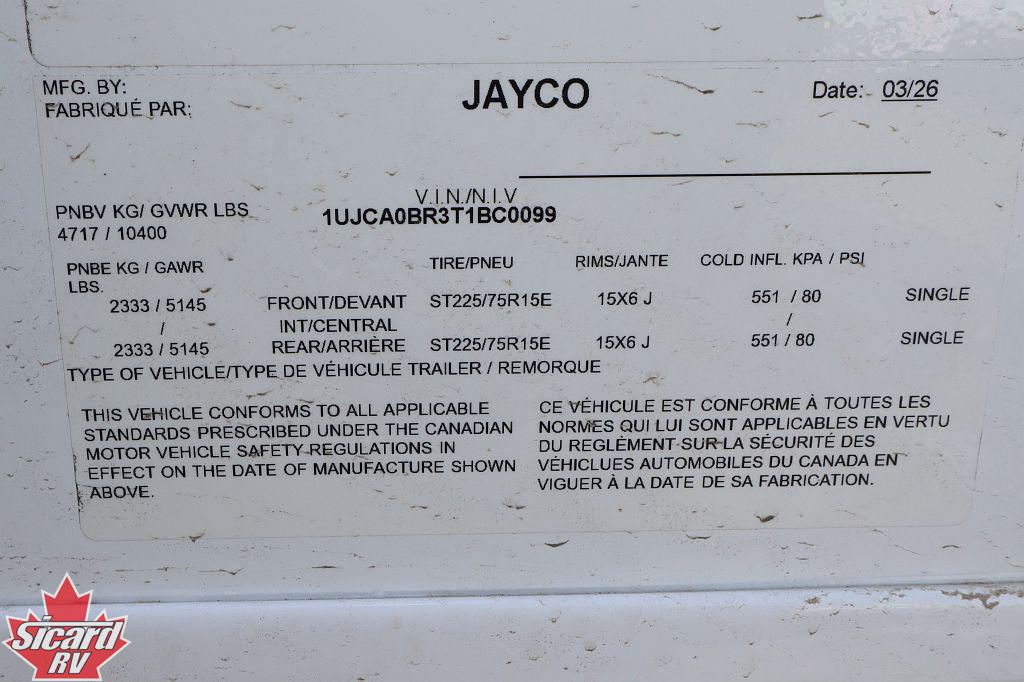 MFG. BY:
FABRIQUÉ PAR:
JAYCO
Date: 03/26
V.I.N./N.I.V
PNBV KG/ GVWR LBS
1UJCA0BR3T1BC0099
4717 / 10400
PNBE KG / GAWR LBS.
TIRE/PNEU RIMS/JANTE COLD INFL. KPA / PSI
2333 / 5145 FRONT/DEVANT ST225/75R15E 15X6 J 551 / 80 SINGLE
/ INT/CENTRAL /
2333 / 5145 REAR/ARRIÈRE ST225/75R15E 15X6 J 551 / 80 SINGLE
TYPE OF VEHICLE/TYPE DE VÉHICULE TRAILER / REMORQUE
THIS VEHICLE CONFORMS TO ALL APPLICABLE
STANDARDS PRESCRIBED UNDER THE CANADIAN
MOTOR VEHICLE SAFETY REGULATIONS IN
EFFECT ON THE DATE OF MANUFACTURE SHOWN
ABOVE.
CE VÉHICULE EST CONFORME À TOUTES LES
NORMES QUI LUI SONT APPLICABLES EN VERTU
DU REGLÈMENT SUR LA SÉCURITÉ DES
VÉHICLUES AUTOMOBILES DU CANADA EN
VIGUER À LA DATE DE SA FABRICATION.
Sicard
RV